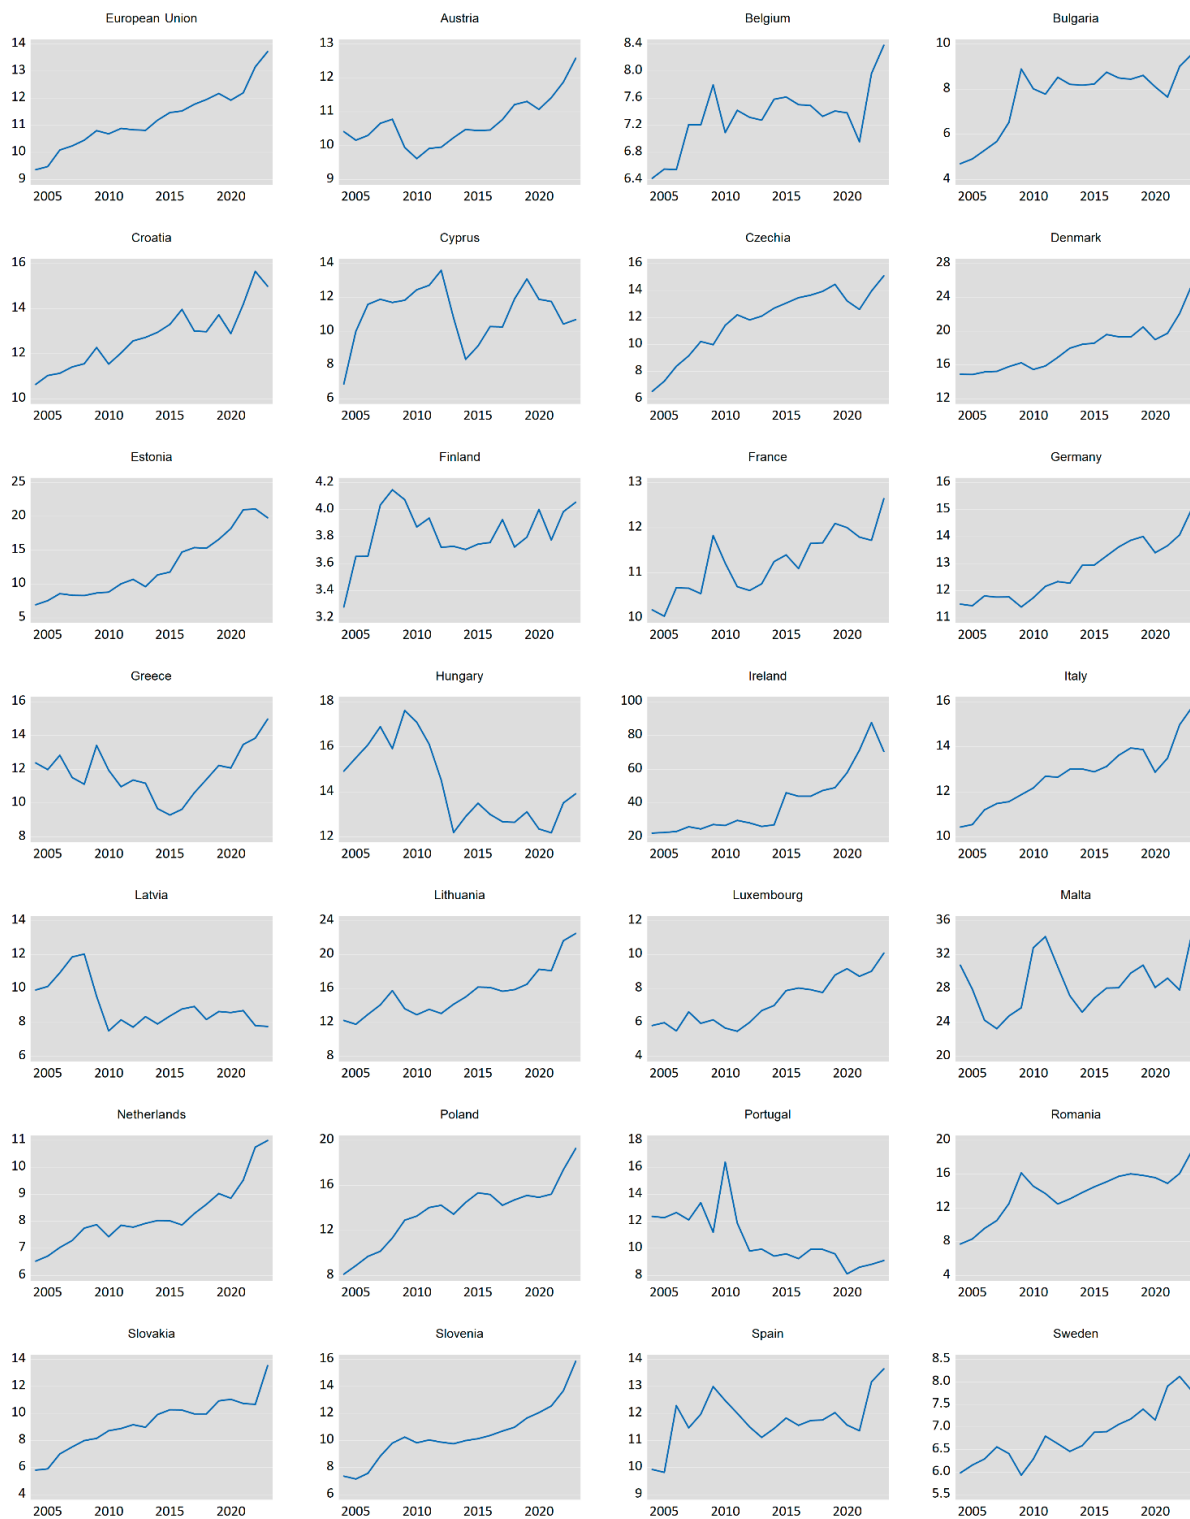 European Union
14
13
12
11
10
9
2005 2010 2015 2020
Austria
13
12
11
10
9
2005 2010 2015 2020
Belgium
8.4
8.0
7.6
7.2
6.8
6.4
2005 2010 2015 2020
Bulgaria
10
8
6
4
2005 2010 2015 2020
Croatia
16
14
12
10
2005 2010 2015 2020
Cyprus
14
12
10
8
6
2005 2010 2015 2020
Czechia
16
14
12
10
8
6
2005 2010 2015 2020
Denmark
28
24
20
16
12
2005 2010 2015 2020
Estonia
25
20
15
10
5
2005 2010 2015 2020
Finland
4.2
4.0
3.8
3.6
3.4
3.2
2005 2010 2015 2020
France
13
12
11
10
2005 2010 2015 2020
Germany
16
15
14
13
12
11
2005 2010 2015 2020
Greece
16
14
12
10
8
2005 2010 2015 2020
Hungary
18
16
14
12
2005 2010 2015 2020
Ireland
100
80
60
40
20
2005 2010 2015 2020
Italy
16
14
12
10
2005 2010 2015 2020
Latvia
14
12
10
8
6
2005 2010 2015 2020
Lithuania
24
20
16
12
8
2005 2010 2015 2020
Luxembourg
12
10
8
6
4
2005 2010 2015 2020
Malta
36
32
28
24
20
2005 2010 2015 2020
Netherlands
11
10
9
8
7
6
2005 2010 2015 2020
Poland
20
16
12
8
2005 2010 2015 2020
Portugal
18
16
14
12
10
8
2005 2010 2015 2020
Romania
20
16
12
8
4
2005 2010 2015 2020
Slovakia
14
12
10
8
6
4
2005 2010 2015 2020
Slovenia
16
14
12
10
8
6
2005 2010 2015 2020
Spain
14
13
12
11
10
9
2005 2010 2015 2020
Sweden
8.5
8.0
7.5
7.0
6.5
6.0
5.5
2005 2010 2015 2020